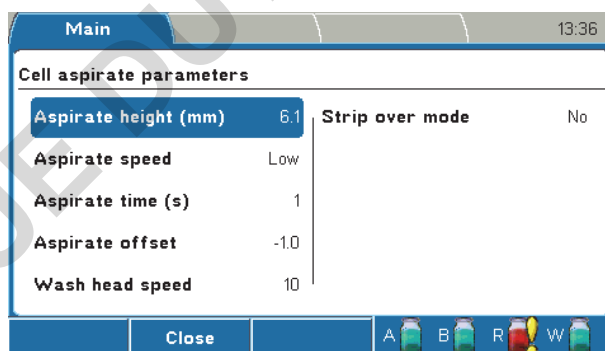 Main
13:36
Cell aspirate parameters
Aspirate height (mm) 6.1
Strip over mode No
Aspirate speed Low
Aspirate time (s) 1
Aspirate offset -1.0
Wash head speed 10
Close
A B R W